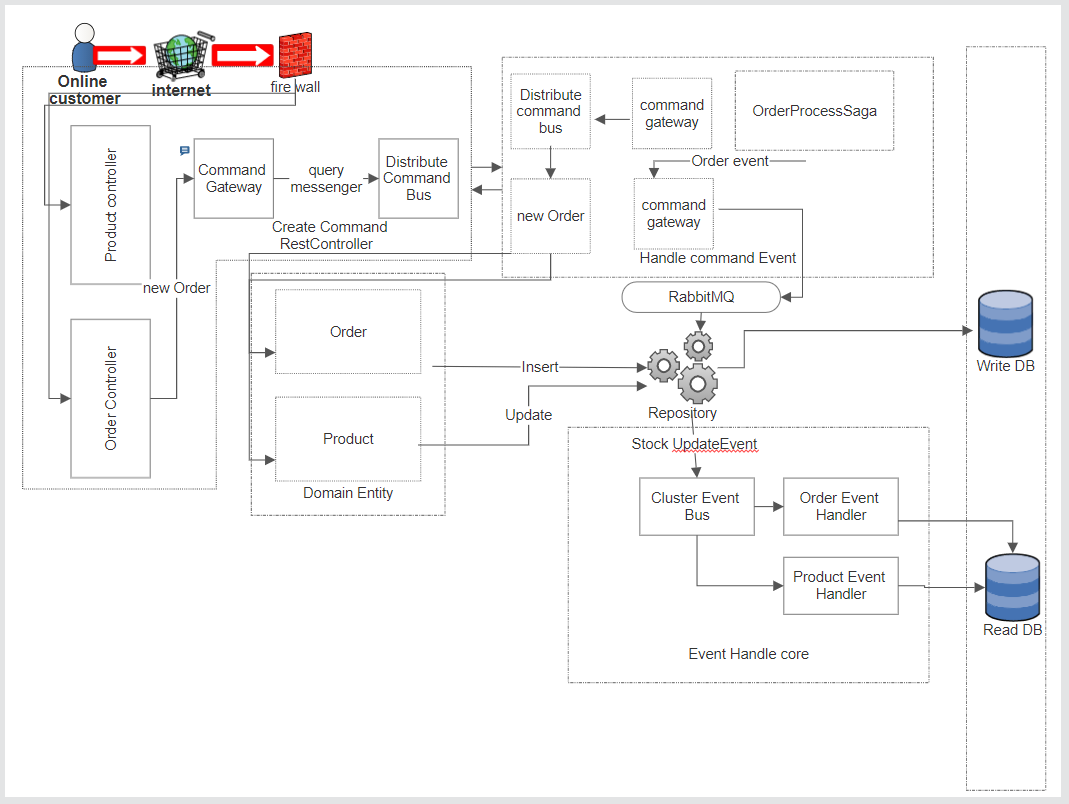 Online
customer
internet
fire wall
Product controller
Command
Gateway
query
messenger
Distribute
Command
Bus
Create Command
RestController
new Order
Order Controller
Distribute
command
bus
command
gateway
OrderProcessSaga
Order event
new Order
command
gateway
Handle command Event
RabbitMQ
Order
Insert
Update
Product
Domain Entity
Repository
Write DB
Stock UpdateEvent
Cluster Event
Bus
Order Event
Handler
Product Event
Handler
Read DB
Event Handle core